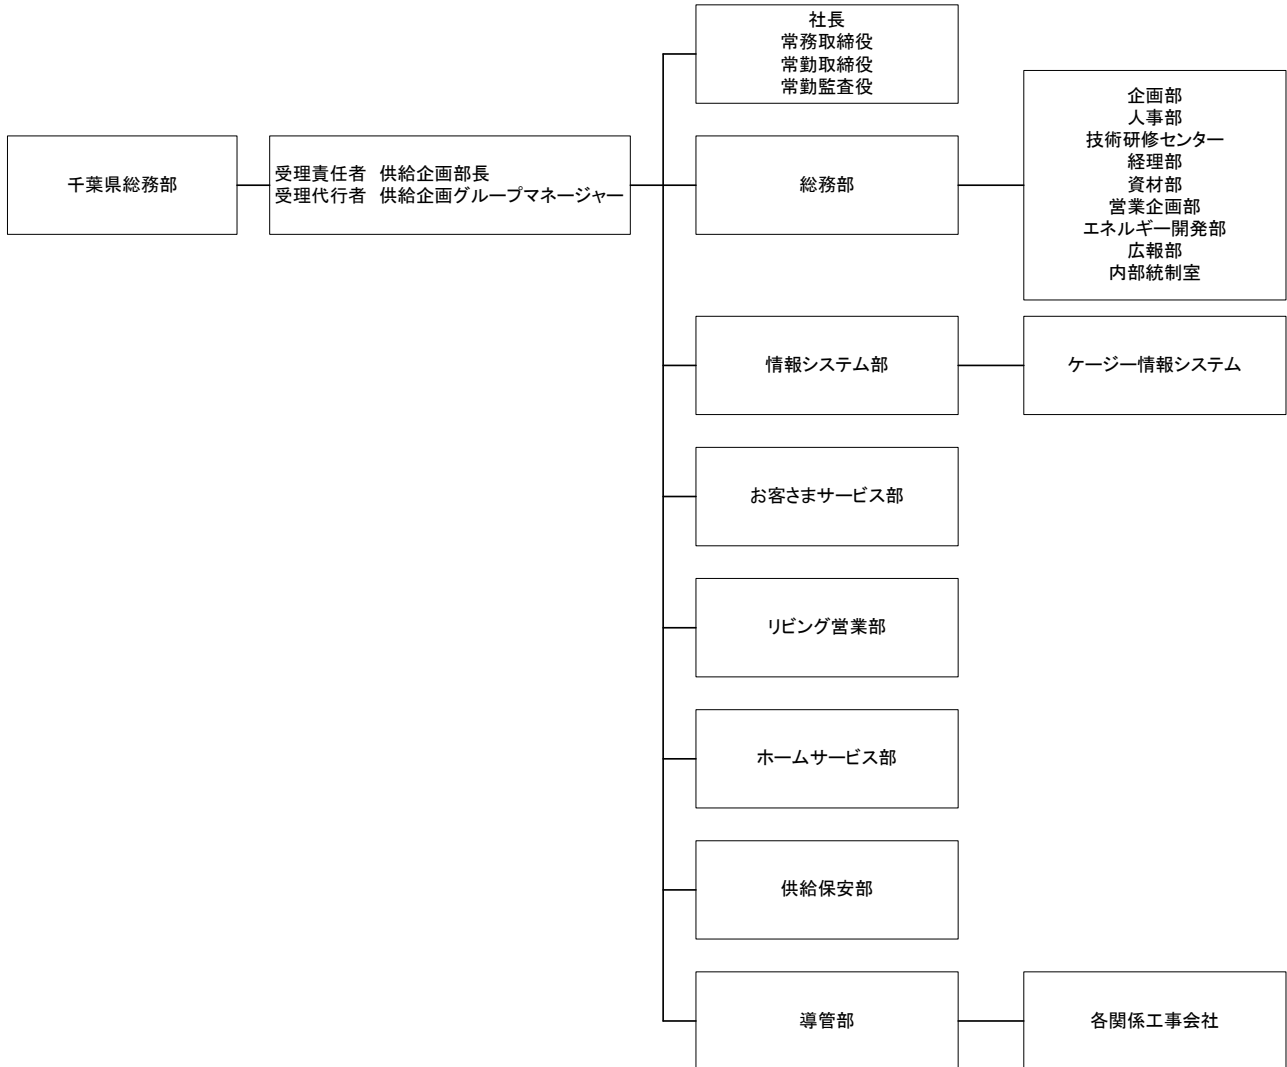 千葉県総務部
受理責任者　供給企画部長
受理代行者　供給企画グループマネージャー
社長
常務取締役
常勤取締役
常勤監査役
総務部
企画部
人事部
技術研修センター
経理部
資材部
営業企画部
エネルギー開発部
広報部
内部統制室
情報システム部
ケージー情報システム
お客さまサービス部
リビング営業部
ホームサービス部
供給保安部
導管部
各関係工事会社